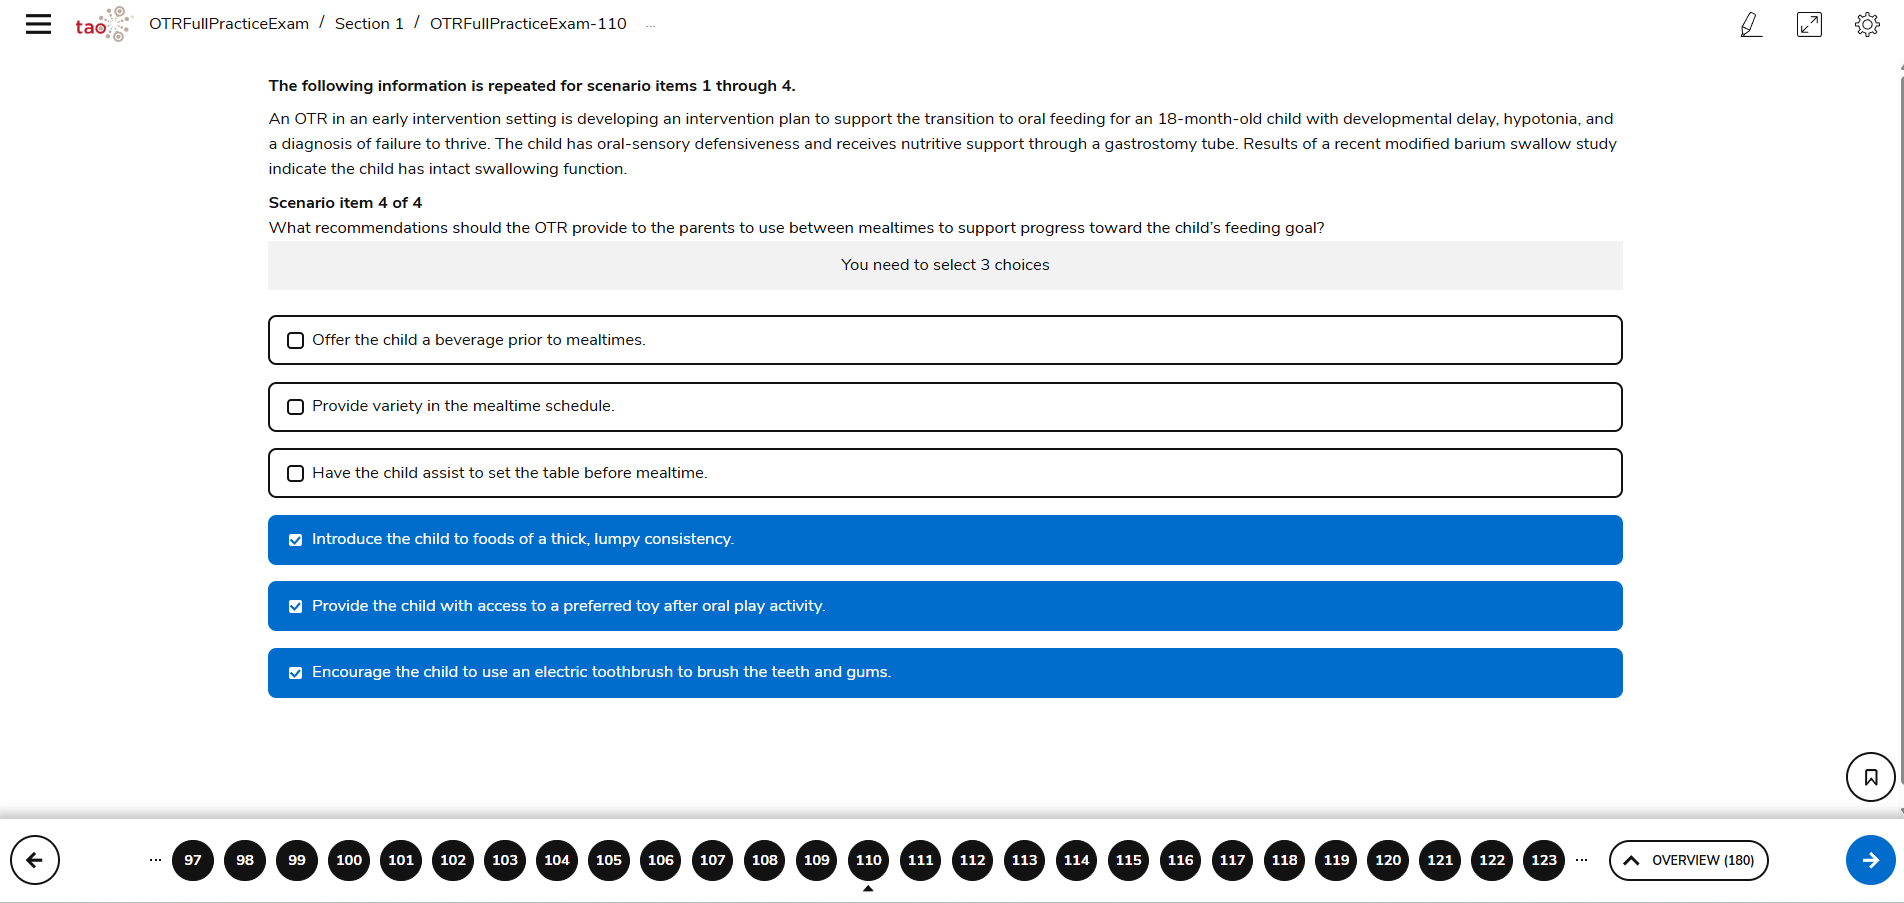 tao
OTRFullPracticeExam / Section 1 / OTRFullPracticeExam-110 ...
The following information is repeated for scenario items 1 through 4.
An OTR in an early intervention setting is developing an intervention plan to support the transition to oral feeding for an 18-month-old child with developmental delay, hypotonia, and
a diagnosis of failure to thrive. The child has oral-sensory defensiveness and receives nutritive support through a gastrostomy tube. Results of a recent modified barium swallow study
indicate the child has intact swallowing function.
Scenario item 4 of 4
What recommendations should the OTR provide to the parents to use between mealtimes to support progress toward the child's feeding goal?
You need to select 3 choices
Offer the child a beverage prior to mealtimes.
Provide variety in the mealtime schedule.
Have the child assist to set the table before mealtime.
Introduce the child to foods of a thick, lumpy consistency.
Provide the child with access to a preferred toy after oral play activity.
Encourage the child to use an electric toothbrush to brush the teeth and gums.
... 97 98 99 100 101 102 103 104 105 106 107 108 109 110 111 112 113 114 115 116 117 118 119 120 121 122 123 ... OVERVIEW (180)